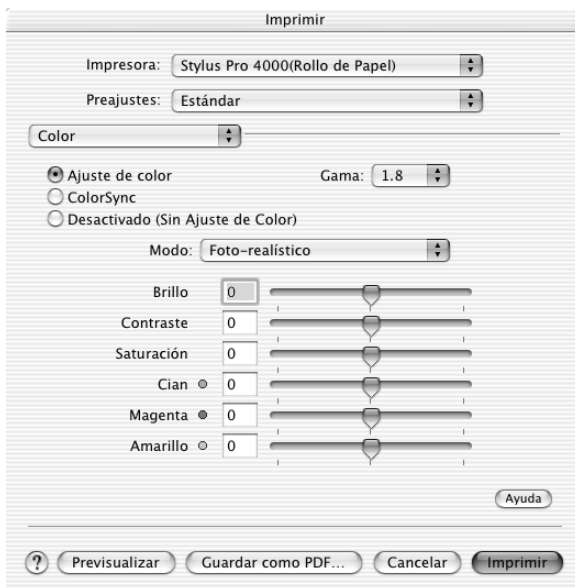 Imprimir
Impresora: Stylus Pro 4000(Rollo de Papel)
Preajustes: Estándar
Color
Ajuste de color Gama: 1.8
ColorSync
Desactivado (Sin Ajuste de Color)
Modo: Foto-realístico
Brillo 0
Contraste 0
Saturación 0
Cian 0
Magenta 0
Amarillo 0
Ayuda
? Previsualizar Guardar como PDF... Cancelar Imprimir